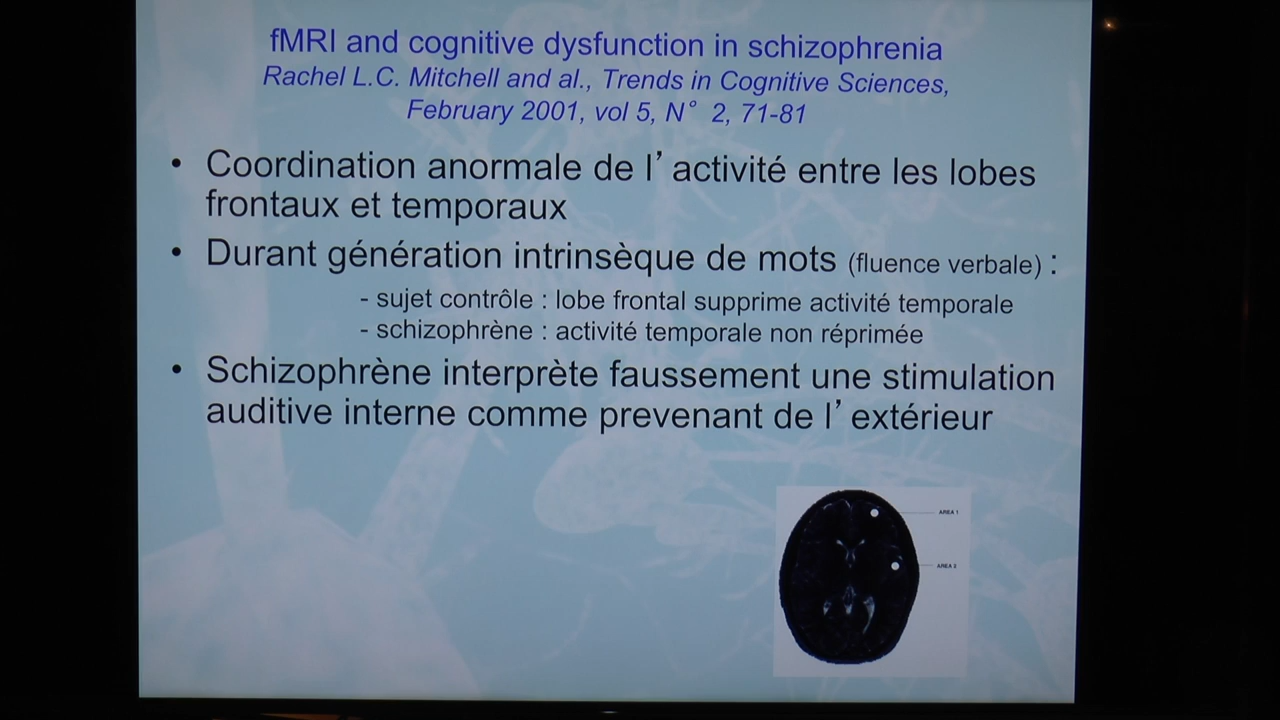 fMRI and cognitive dysfunction in schizophrenia
Rachel L.C. Mitchell and al., Trends in Cognitive Sciences,
February 2001, vol 5, N° 2, 71-81
• Coordination anormale de l’activité entre les lobes
frontaux et temporaux
• Durant génération intrinsèque de mots (fluence verbale) :
- sujet contrôle : lobe frontal supprime activité temporale
- schizophrène : activité temporale non réprimée
• Schizophrène interprète faussement une stimulation
auditive interne comme prevenant de l’extérieur
AREA 1
AREA 2